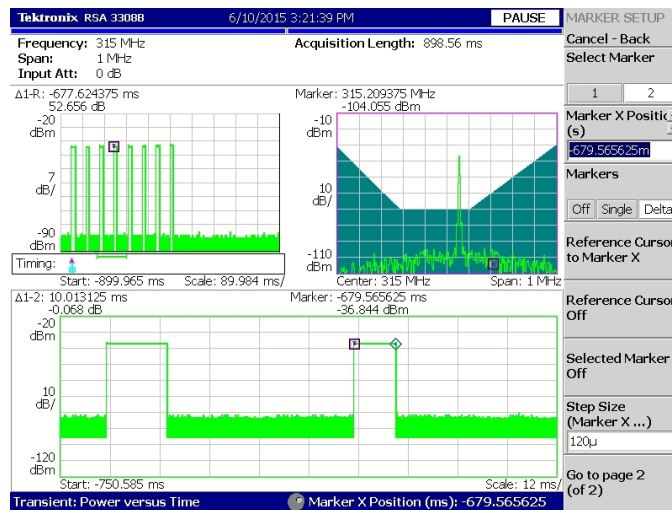 Tektronix RSA 3308B 6/10/2015 3:21:39 PM PAUSE
MARKER SETUP
Frequency: 315 MHz Acquisition Length: 898.56 ms
Span: 1 MHz
Input Att: 0 dB
Cancel - Back
Select Marker
1 2
Δ1-R: -677.624375 ms
52.656 dB
Marker: 315.209375 MHz
-104.055 dBm
-20
dBm
7
dB/
-90
dBm
Timing:
Start: -899.965 ms Scale: 89.984 ms/
-10
dBm
10
dB/
-110
dBm
Center: 315 MHz Span: 1 MHz
Marker X Positic
(s)
-679.565625m
Markers
Off Single Delta
Reference Cursor
to Marker X
Δ1-2: 10.013125 ms
-0.068 dB
Marker: -679.565625 ms
-36.844 dBm
-20
dBm
10
dB/
-120
dBm
Start: -750.585 ms Scale: 12 ms/
Reference Cursor
Off
Selected Marker
Off
Step Size
(Marker X ...)
120µ
Go to page 2
(of 2)
Transient: Power versus Time Marker X Position (ms): -679.565625